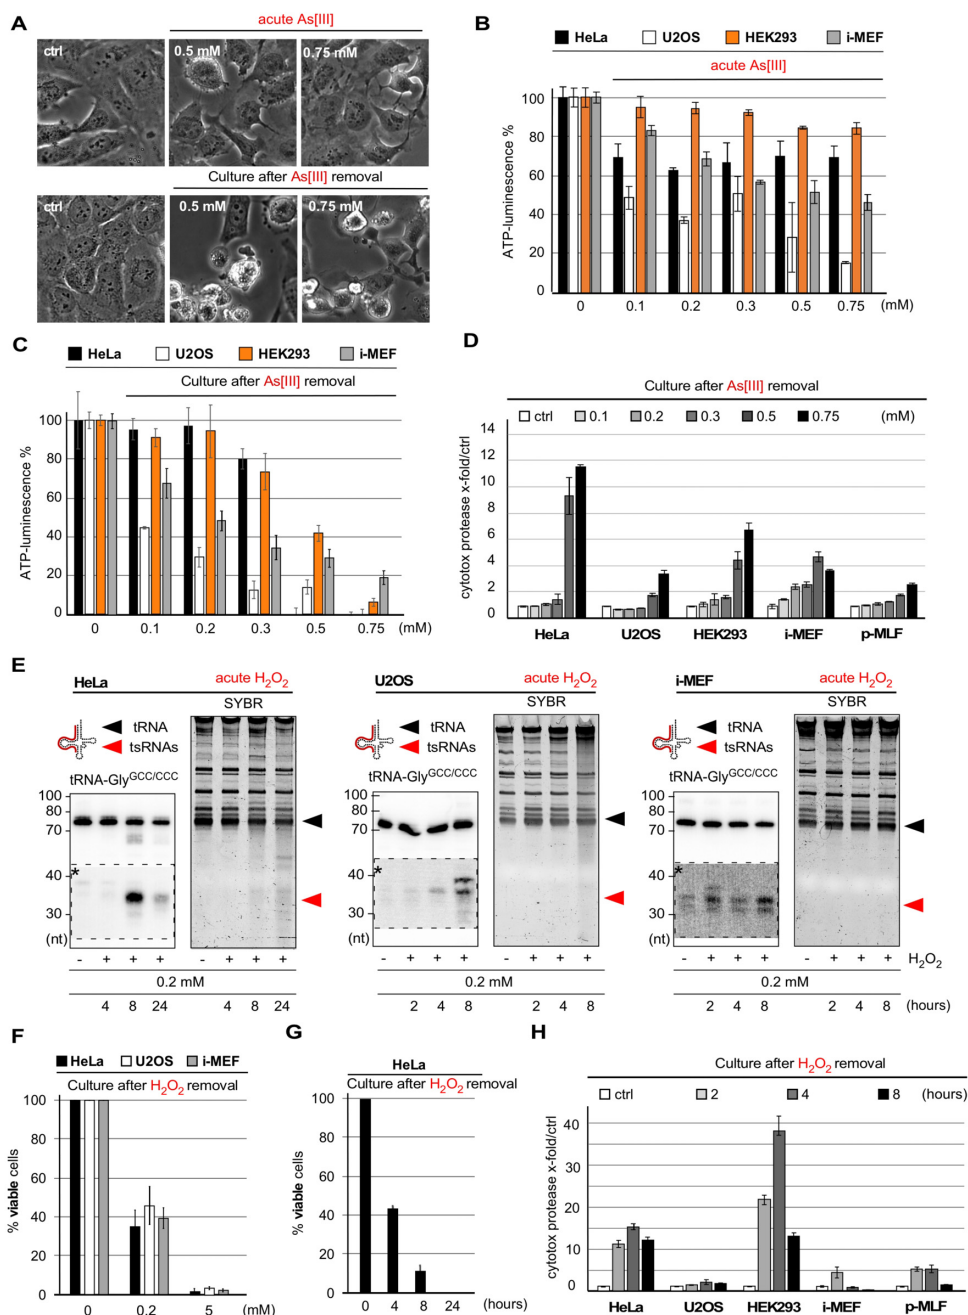 A
acute As[III]
ctrl
0.5 mM
0.75 mM
Culture after As[III] removal
ctrl
0.5 mM
0.75 mM
B
HeLa U2OS HEK293 i-MEF
acute As[III]
ATP-luminescence %
100
80
60
40
20
0
0 0.1 0.2 0.3 0.5 0.75 (mM)
C
HeLa U2OS HEK293 i-MEF
Culture after As[III] removal
ATP-luminescence %
100
80
60
40
20
0
0 0.1 0.2 0.3 0.5 0.75 (mM)
D
Culture after As[III] removal
ctrl 0.1 0.2 0.3 0.5 0.75 (mM)
cytotox protease x-fold/ctrl
14
12
10
8
6
4
2
0
HeLa U2OS HEK293 i-MEF p-MLF
E
HeLa acute H2O2
SYBR
tRNA
tsRNAs
tRNA-Gly GCC/CCC
100
90
70
*
40
30
(nt)
- + + + - + + +
0.2 mM
4 8 24 4 8 24
U2OS acute H2O2
SYBR
tRNA
tsRNAs
tRNA-Gly GCC/CCC
100
90
70
*
40
30
(nt)
- + + + - + + +
0.2 mM
2 4 8 2 4 8
i-MEF acute H2O2
SYBR
tRNA
tsRNAs
tRNA-Gly GCC/CCC
100
90
70
*
40
30
(nt)
- + + + - + + + H2O2
0.2 mM
2 4 8 2 4 8 (hours)
F
HeLa U2OS i-MEF
Culture after H2O2 removal
% viable cells
100
80
60
40
20
0
0 0.2 5 (mM)
G
HeLa
Culture after H2O2 removal
% viable cells
100
80
60
40
20
0
0 4 8 24 (hours)
H
Culture after H2O2 removal
ctrl 2 4 8 (hours)
cytotox protease x-fold/ctrl
40
30
20
10
0
HeLa U2OS HEK293 i-MEF p-MLF